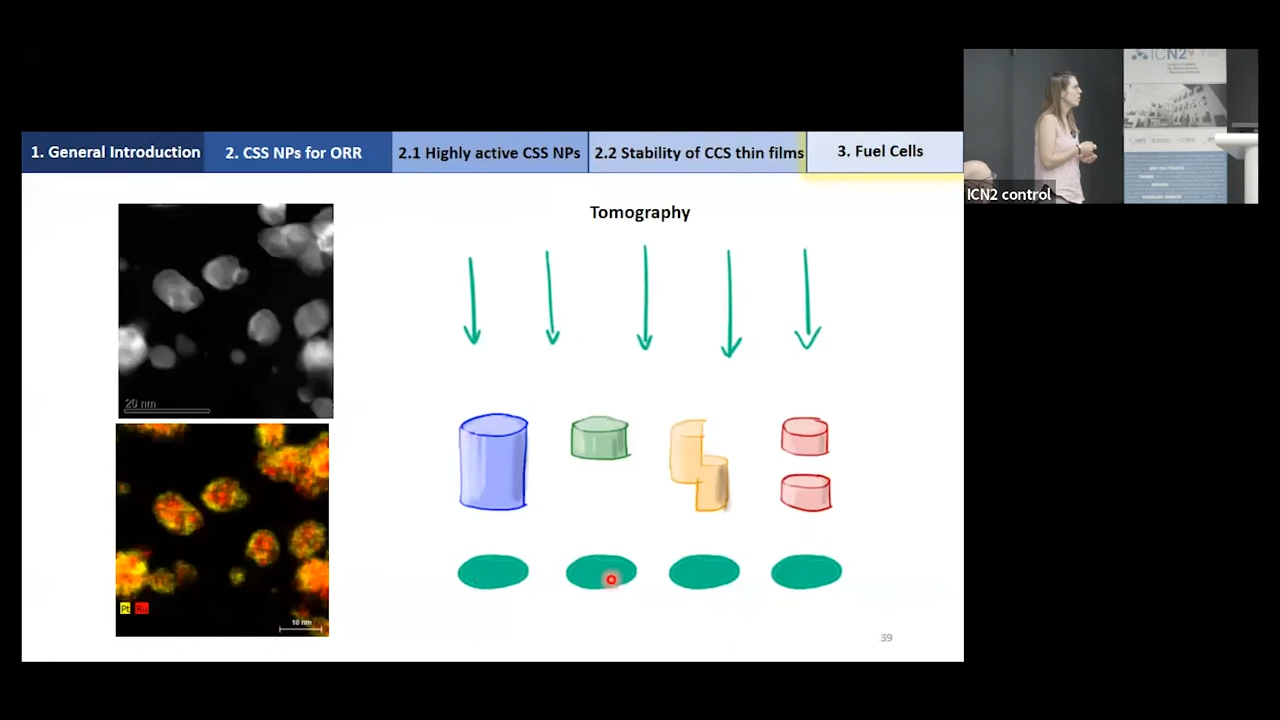 1. General Introduction
2. CSS NPs for ORR
2.1 Highly active CSS NPs
2.2 Stability of CCS thin films
3. Fuel Cells
Tomography
20 nm
Pt
Ru
10 nm
39
ICN2
ICN2 control